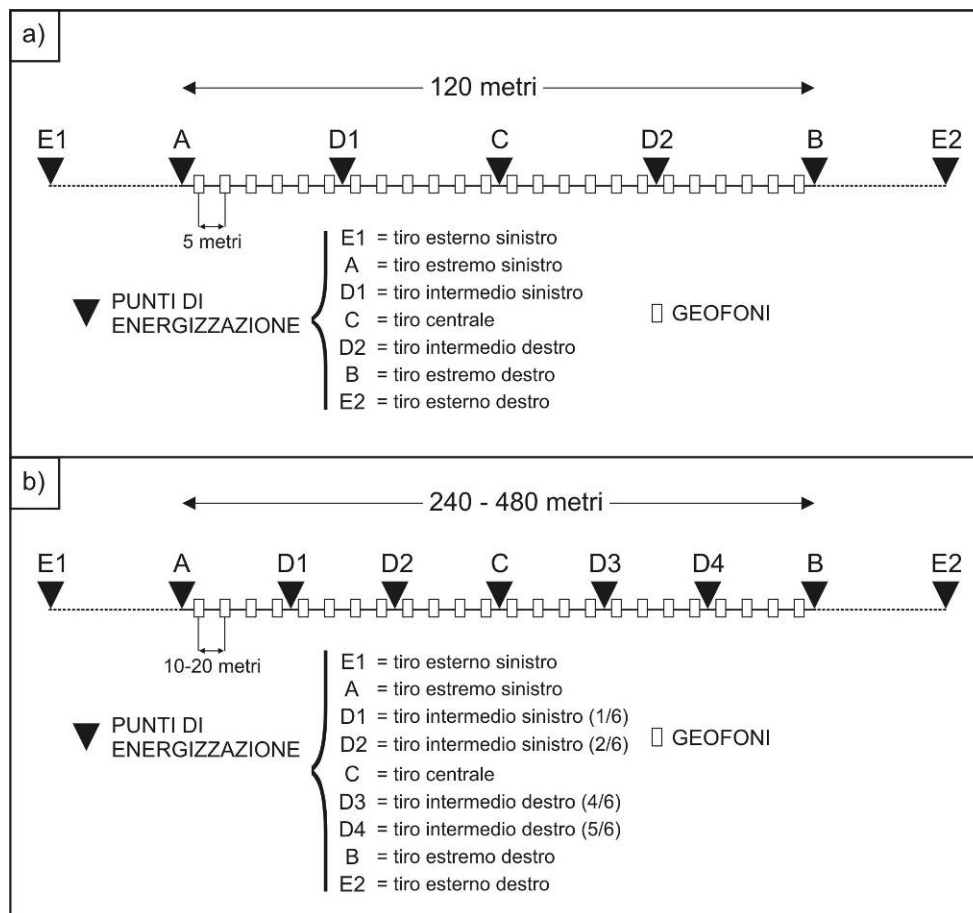 a)
120 metri
E1 A D1 C D2 B E2
5 metri
E1 = tiro esterno sinistro
A = tiro estremo sinistro
D1 = tiro intermedio sinistro
PUNTI DI
ENERGIZZAZIONE
C = tiro centrale
GEOFONI
D2 = tiro intermedio destro
B = tiro estremo destro
E2 = tiro esterno destro
b)
240 - 480 metri
E1 A D1 D2 C D3 D4 B E2
10-20 metri
E1 = tiro esterno sinistro
A = tiro estremo sinistro
D1 = tiro intermedio sinistro (1/6)
PUNTI DI
ENERGIZZAZIONE
D2 = tiro intermedio sinistro (2/6)
GEOFONI
C = tiro centrale
D3 = tiro intermedio destro (4/6)
D4 = tiro intermedio destro (5/6)
B = tiro estremo destro
E2 = tiro esterno destro